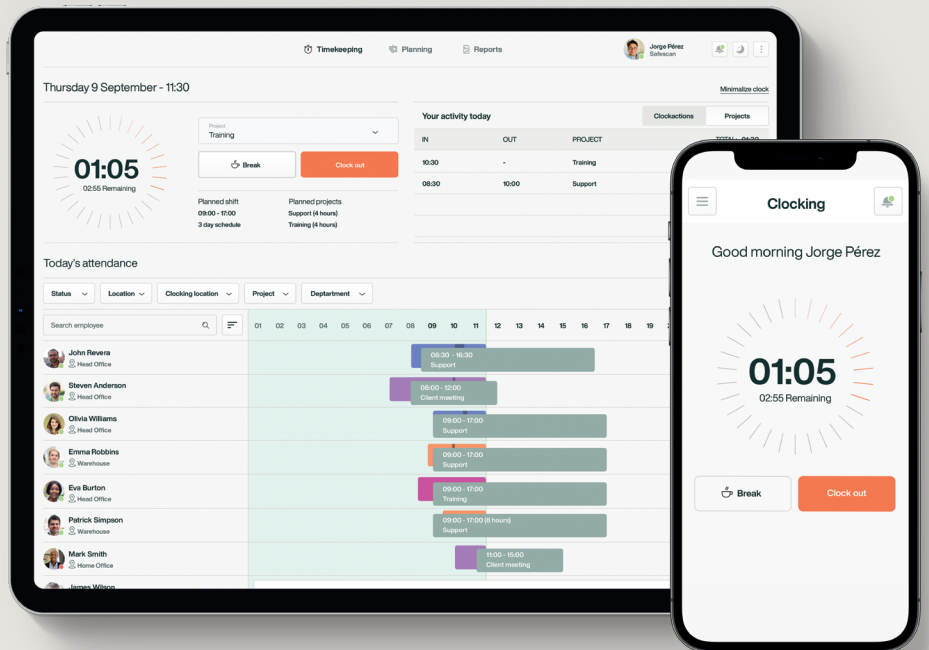 Timekeeping
Planning
Reports
Jorge Pérez
Safescan
Thursday 9 September - 11:30
Minimalize clock
01:05
02:55 Remaining
Project
Training
Break
Clock out
Planned shift
Planned projects
09:00 - 17:00
Support (4 hours)
3 day schedule
Training (4 hours)
Your activity today
Clockactions
Projects
IN OUT PROJECT
10:30 - Training
08:30 10:00 Support
Today's attendance
Status
Location
Clocking location
Project
Deptartment
Search employee
01 02 03 04 05 06 07 08 09 10 11 12 13 14 15 16 17 18 19
John Revera
Head Office
08:30 - 16:30
Support
Steven Anderson
Head Office
08:00 - 12:00
Client meeting
Olivia Williams
Head Office
09:00 - 17:00
Support
Emma Robbins
Warehouse
09:00 - 17:00
Support
Eva Burton
Head Office
09:00 - 17:00
Training
Patrick Simpson
Warehouse
09:00 - 17:00 (8 hours)
Support
Mark Smith
Home Office
11:00 - 15:00
Client meeting
James Wilson
Clocking
Good morning Jorge Pérez
01:05
02:55 Remaining
Break
Clock out